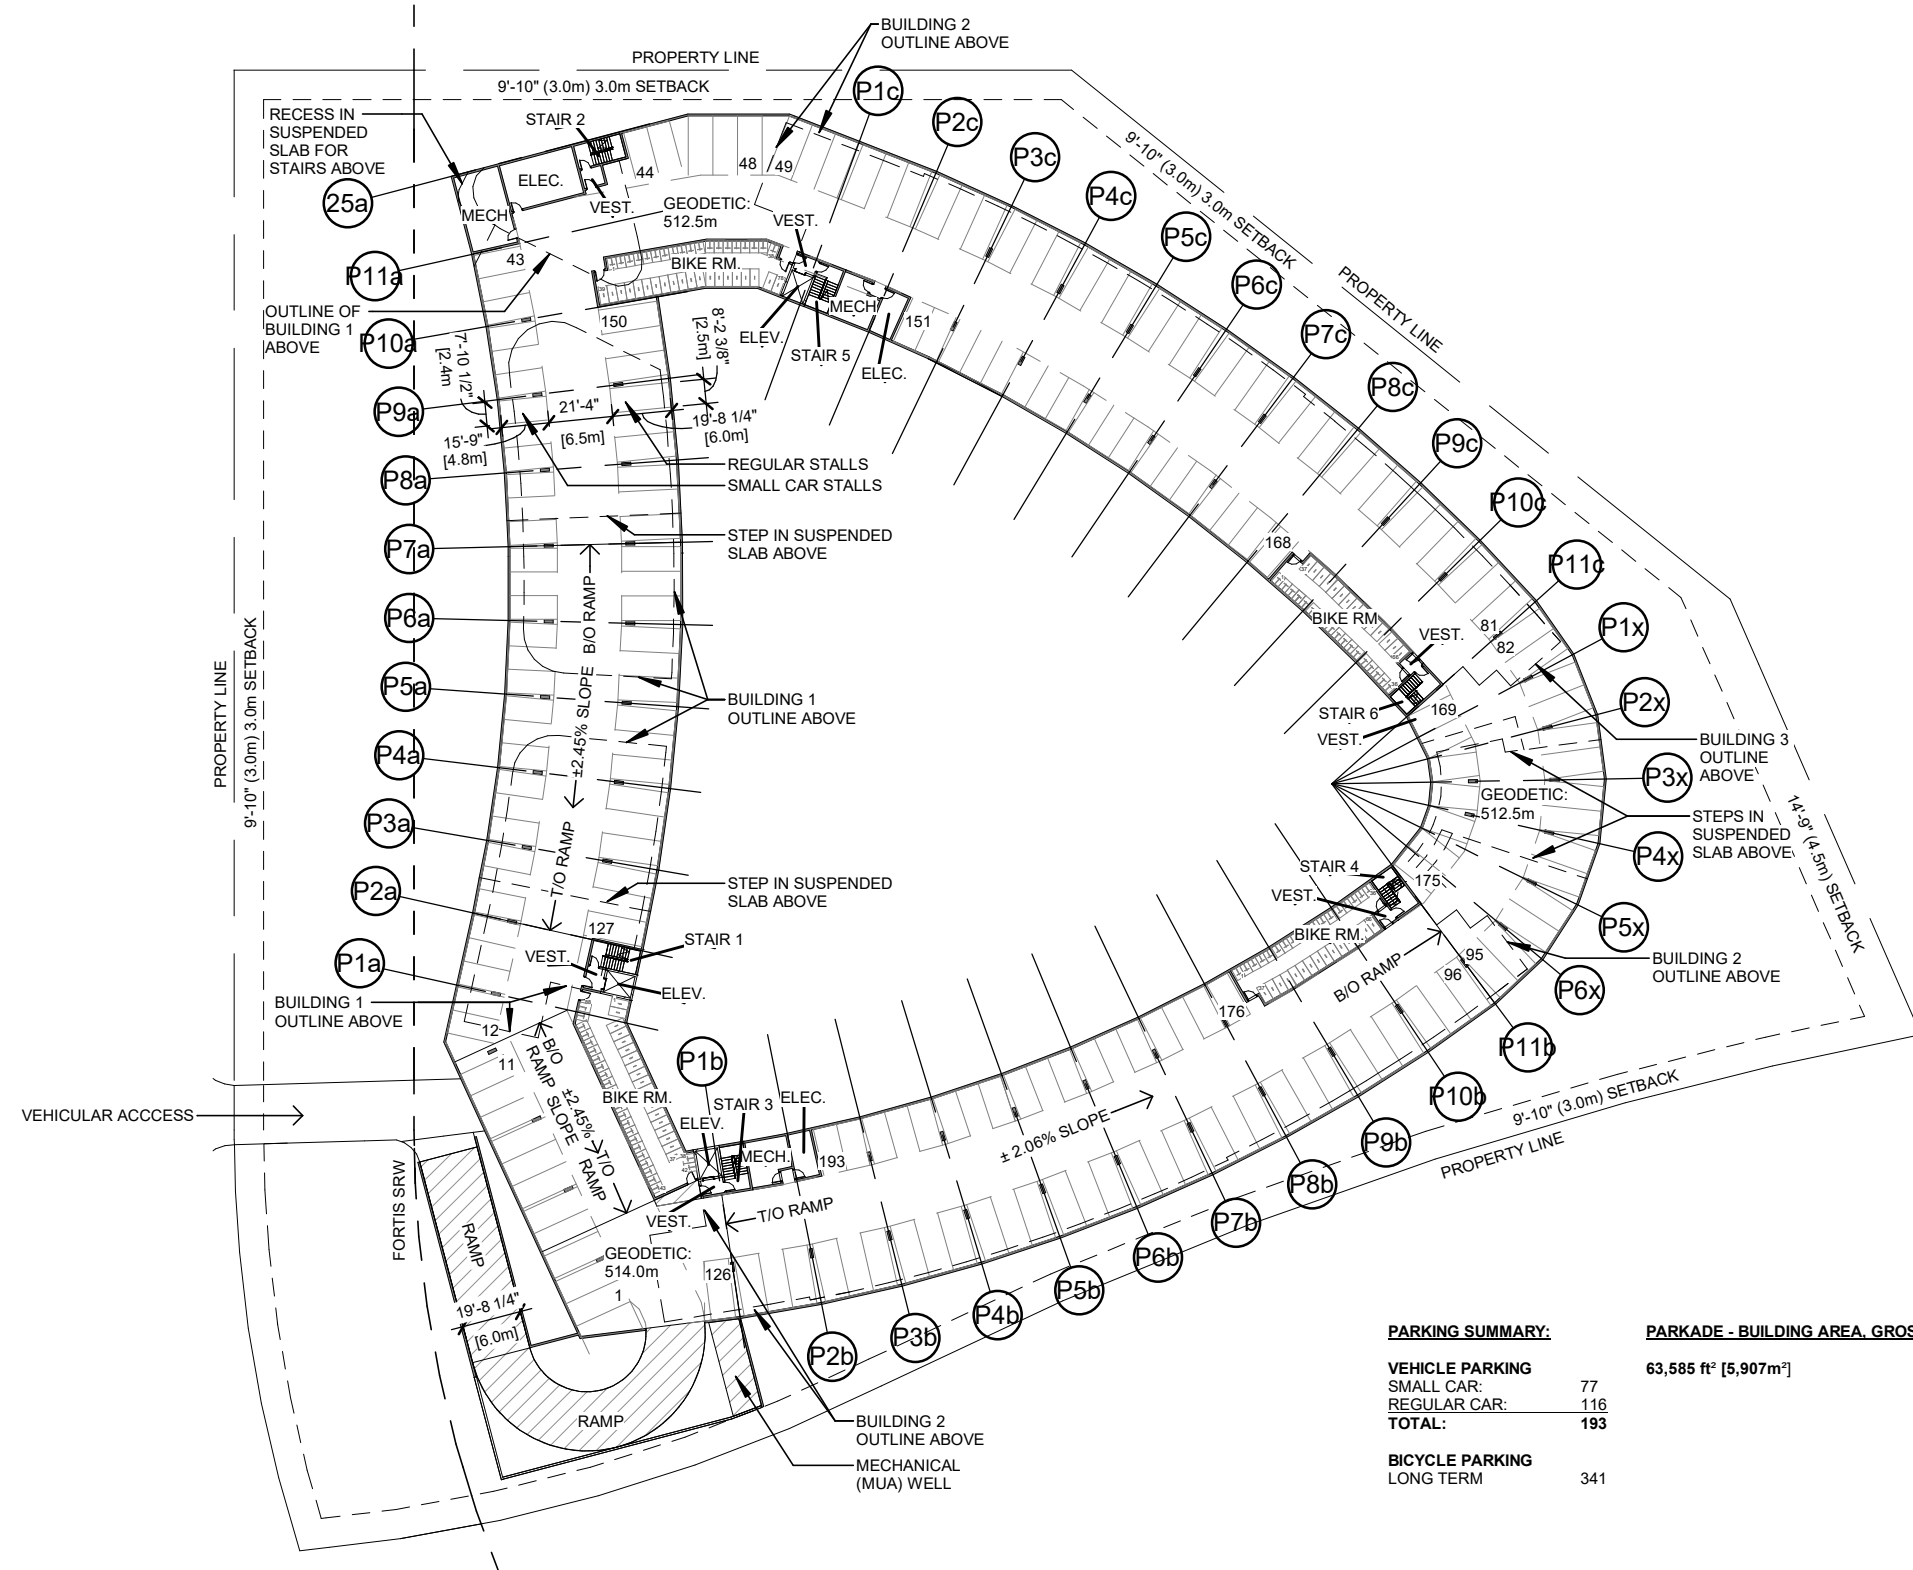 BUILDING 2
OUTLINE ABOVE
PROPERTY LINE
9'-10" (3.0m) 3.0m SETBACK
RECESS IN
SUSPENDED
SLAB FOR
STAIRS ABOVE
STAIR 2
P1c
P2c
P3c
P4c
P5c
P6c
P7c
P8c
P9c
P10c
P11c
9'-10" (3.0m) 3.0m SETBACK
PROPERTY LINE
25a
ELEC.
MECH
VEST.
44
48
49
GEODETIC:
512.5m
VEST.
43
BIKE RM.
MECH
P11a
OUTLINE OF
BUILDING 1
ABOVE
P10a
150
ELEV.
STAIR 5
ELEC.
151
7'-10 1/2"
[2.4m
8'-2 3/8"
[2.5m]
P9a
15'-9"
[4.8m]
21'-4"
[6.5m]
19'-8 1/4"
[6.0m]
P8a
REGULAR STALLS
SMALL CAR STALLS
P7a
STEP IN SUSPENDED
SLAB ABOVE
168
BIKE RM
VEST.
81
82
P1x
P6a
B/O RAMP
±2.45% SLOPE
T/O RAMP
PROPERTY LINE
9'-10" (3.0m) 3.0m SETBACK
P5a
BUILDING 1
OUTLINE ABOVE
STAIR 6
VEST.
169
P2x
BUILDING 3
OUTLINE
ABOVE
P4a
P3x
GEODETIC:
512.5m
14'-9" (4.5m) SETBACK
P3a
STEPS IN
SUSPENDED
SLAB ABOVE
P4x
P2a
STEP IN SUSPENDED
SLAB ABOVE
STAIR 4
VEST.
175
P5x
127
STAIR 1
VEST.
BIKE RM.
B/O RAMP
95
96
BUILDING 2
OUTLINE ABOVE
P6x
P1a
ELEV.
BUILDING 1
OUTLINE ABOVE
12
11
176
P11b
B/O
RAMP
±2.45%
SLOPE
T/O
RAMP
P1b
BIKE RM.
STAIR 3
ELEC.
ELEV.
MECH.
193
± 2.06% SLOPE
P10b
9'-10" (3.0m) SETBACK
PROPERTY LINE
VEHICULAR ACCCESS
P9b
P8b
P7b
P6b
P5b
P4b
P3b
P2b
FORTIS SRW
RAMP
VEST.
T/O RAMP
GEODETIC:
514.0m
1
126
19'-8 1/4"
[6.0m]
RAMP
BUILDING 2
OUTLINE ABOVE
MECHANICAL
(MUA) WELL
PARKING SUMMARY:
VEHICLE PARKING
SMALL CAR: 77
REGULAR CAR: 116
TOTAL: 193
BICYCLE PARKING
LONG TERM 341
PARKADE - BUILDING AREA, GROS
63,585 ft² [5,907m²]